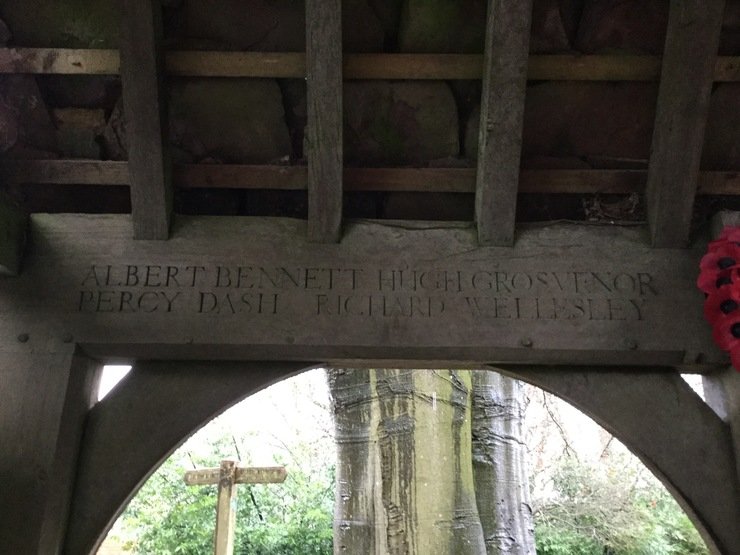 ALBERT BENNETT HUGH GROSVENOR
PERCY DASH RICHARD WELLESLEY